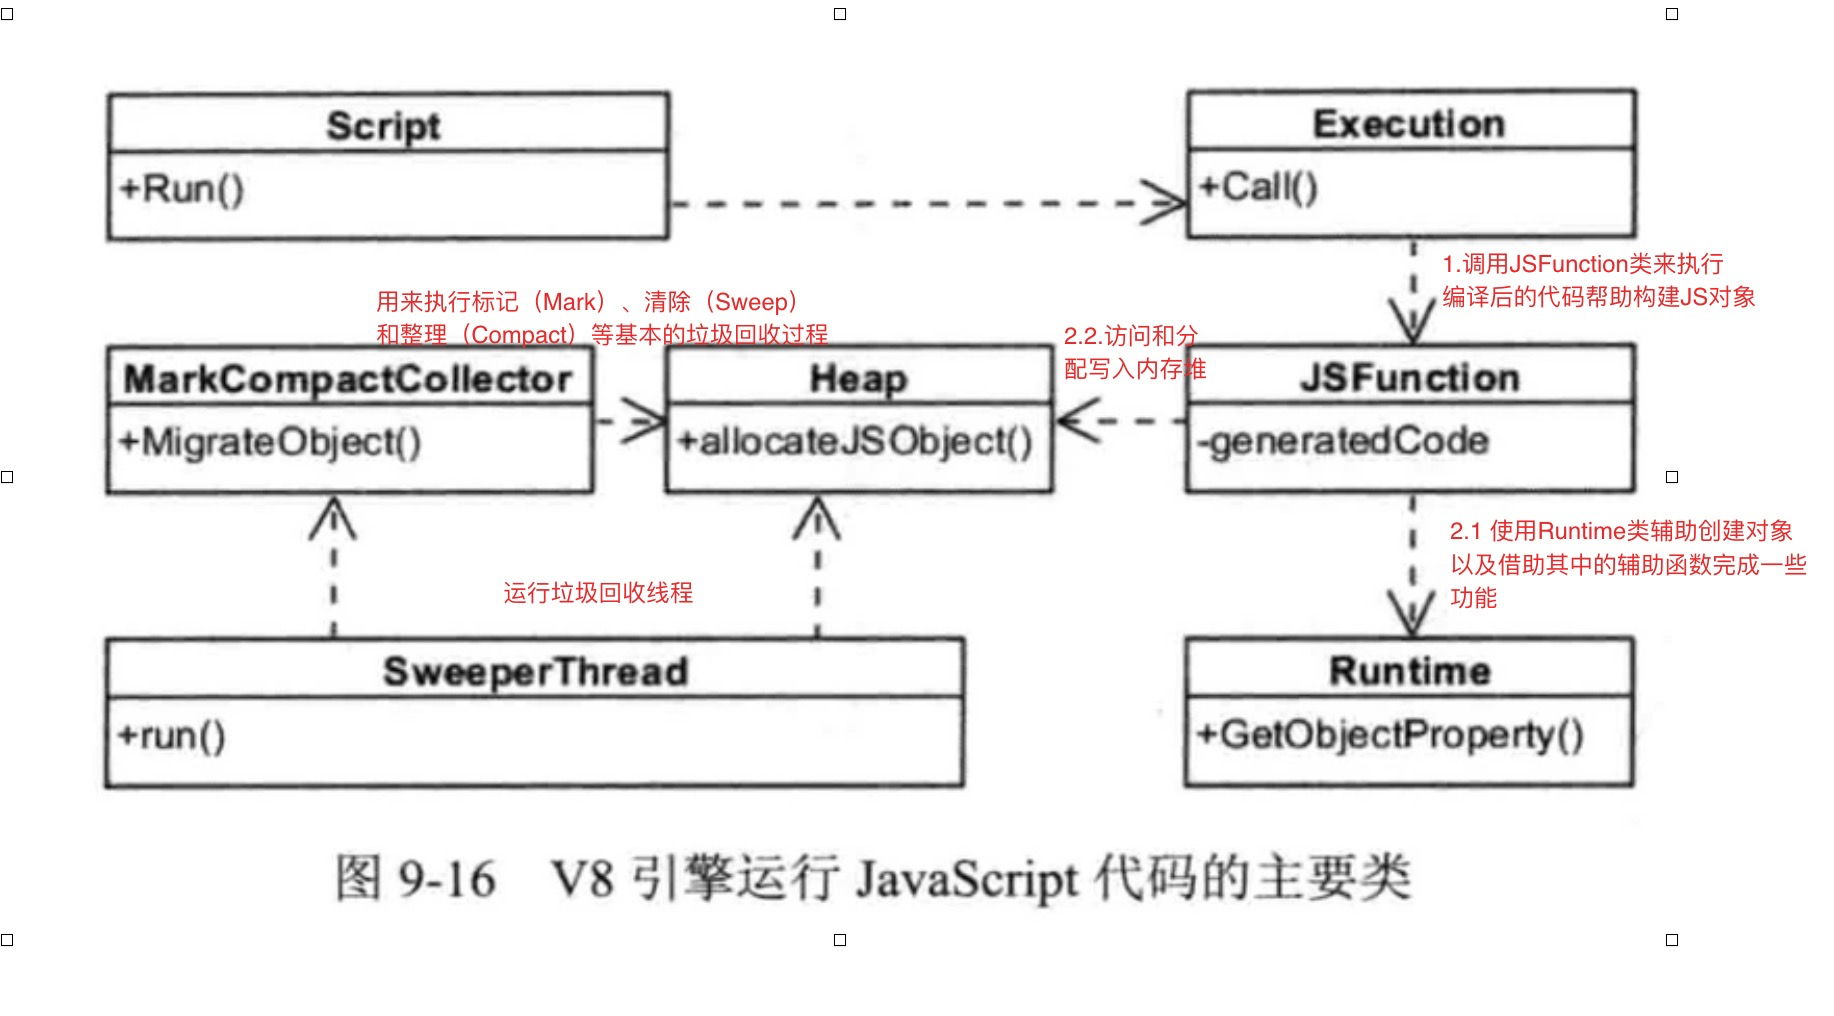 Script
+Run()
Execution
+Call()
1.调用JSFunction类来执行
编译后的代码帮助构建JS对象
用来执行标记（Mark）、清除（Sweep）
和整理（Compact）等基本的垃圾回收过程
2.2.访问和分
配写入内存堆
MarkCompactCollector
+MigrateObject()
Heap
+allocateJSObject()
JSFunction
-generatedCode
2.1 使用Runtime类辅助创建对象
以及借助其中的辅助函数完成一些
功能
运行垃圾回收线程
SweeperThread
+run()
Runtime
+GetObjectProperty()
图 9-16 V8 引擎运行 JavaScript 代码的主要类